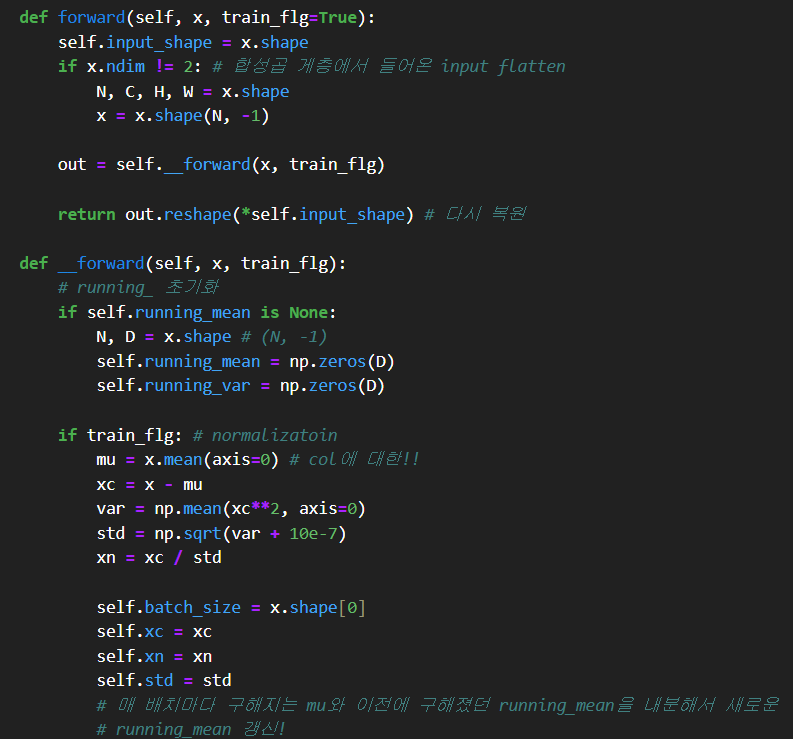 def forward(self, x, train_flg=True):
    self.input_shape = x.shape
    if x.ndim != 2: # 합성곱 계층에서 들어온 input flatten
        N, C, H, W = x.shape
        x = x.shape(N, -1)
    out = self.__forward(x, train_flg)
    return out.reshape(*self.input_shape) # 다시 복원
def __forward(self, x, train_flg):
    # running_ 초기화
    if self.running_mean is None:
        N, D = x.shape # (N, -1)
        self.running_mean = np.zeros(D)
        self.running_var = np.zeros(D)
    if train_flg: # normalizatoin
        mu = x.mean(axis=0) # col에 대한!!
        xc = x - mu
        var = np.mean(xc**2, axis=0)
        std = np.sqrt(var + 10e-7)
        xn = xc / std
        self.batch_size = x.shape[0]
        self.xc = xc
        self.xn = xn
        self.std = std
        # 매 배치마다 구해지는 mu와 이전에 구해졌던 running_mean을 내분해서 새로운
        # running_mean 갱신!